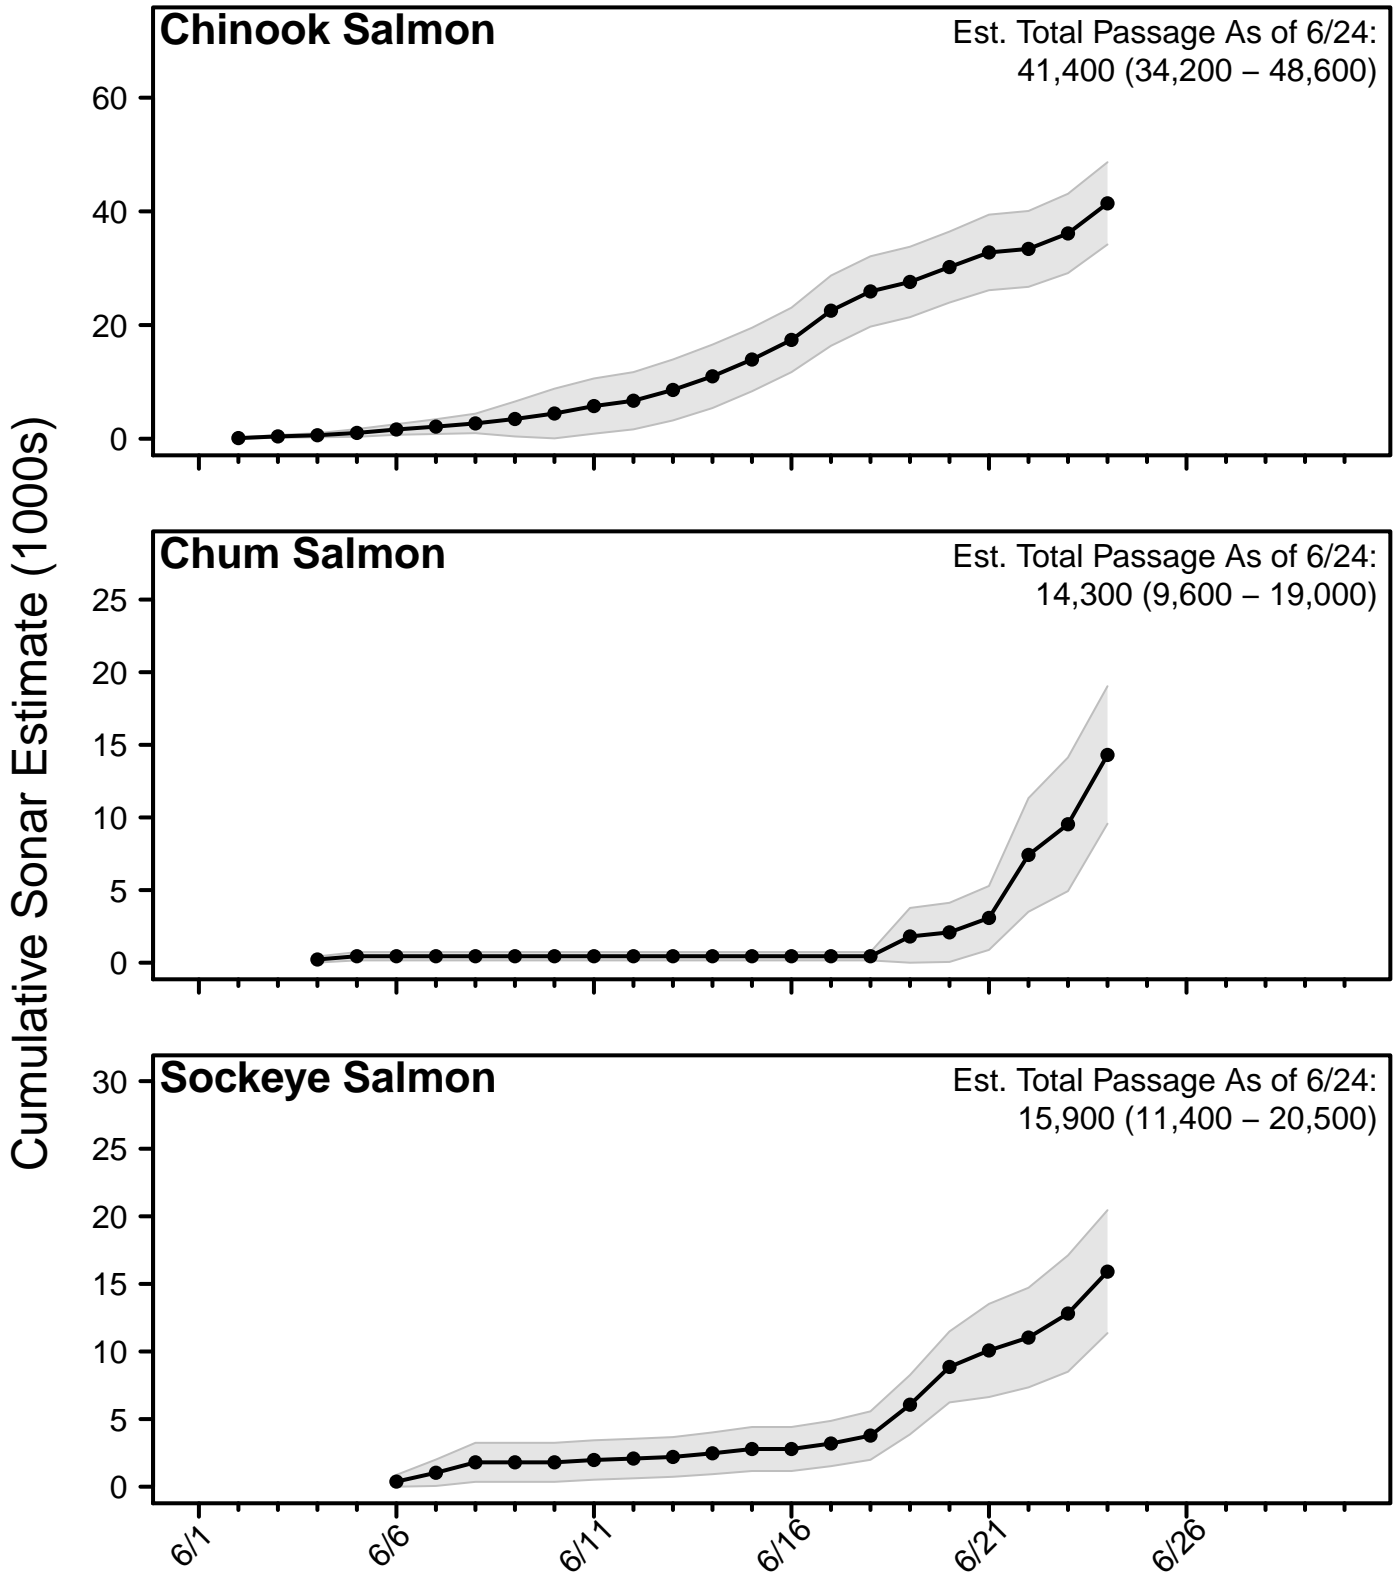 Cumulative Sonar Estimate (1000s)
Chinook Salmon
Est. Total Passage As of 6/24:
41,400 (34,200 – 48,600)
60
40
20
0
Chum Salmon
Est. Total Passage As of 6/24:
14,300 (9,600 – 19,000)
25
20
15
10
5
0
Sockeye Salmon
Est. Total Passage As of 6/24:
15,900 (11,400 – 20,500)
30
25
20
15
10
5
0
6/1 6/6 6/11 6/16 6/21 6/26